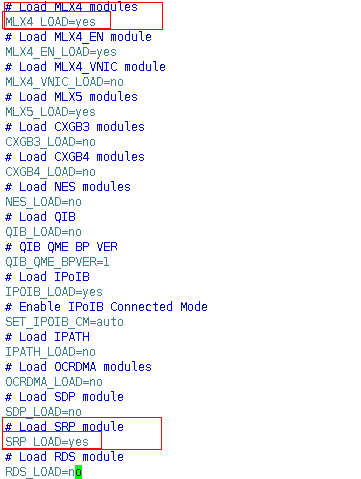 # Load MLX4 modules
MLX4_LOAD=yes
# Load MLX4_EN module
MLX4_EN_LOAD=yes
# Load MLX4_VNIC module
MLX4_VNIC_LOAD=no
# Load MLX5 modules
MLX5_LOAD=yes
# Load CXGB3 modules
CXGB3_LOAD=no
# Load CXGB4 modules
CXGB4_LOAD=no
# Load NES modules
NES_LOAD=no
# Load QIB
QIB_LOAD=no
# QIB QME BP VER
QIB_QME_BPVER=1
# Load IPoIB
IPOIB_LOAD=yes
# Enable IPoIB Connected Mode
SET_IPOIB_CM=auto
# Load IPATH
IPATH_LOAD=no
# Load OCRDMA modules
OCRDMA_LOAD=no
# Load SDP module
SDP_LOAD=no
# Load SRP module
SRP_LOAD=yes
# Load RDS module
RDS_LOAD=no